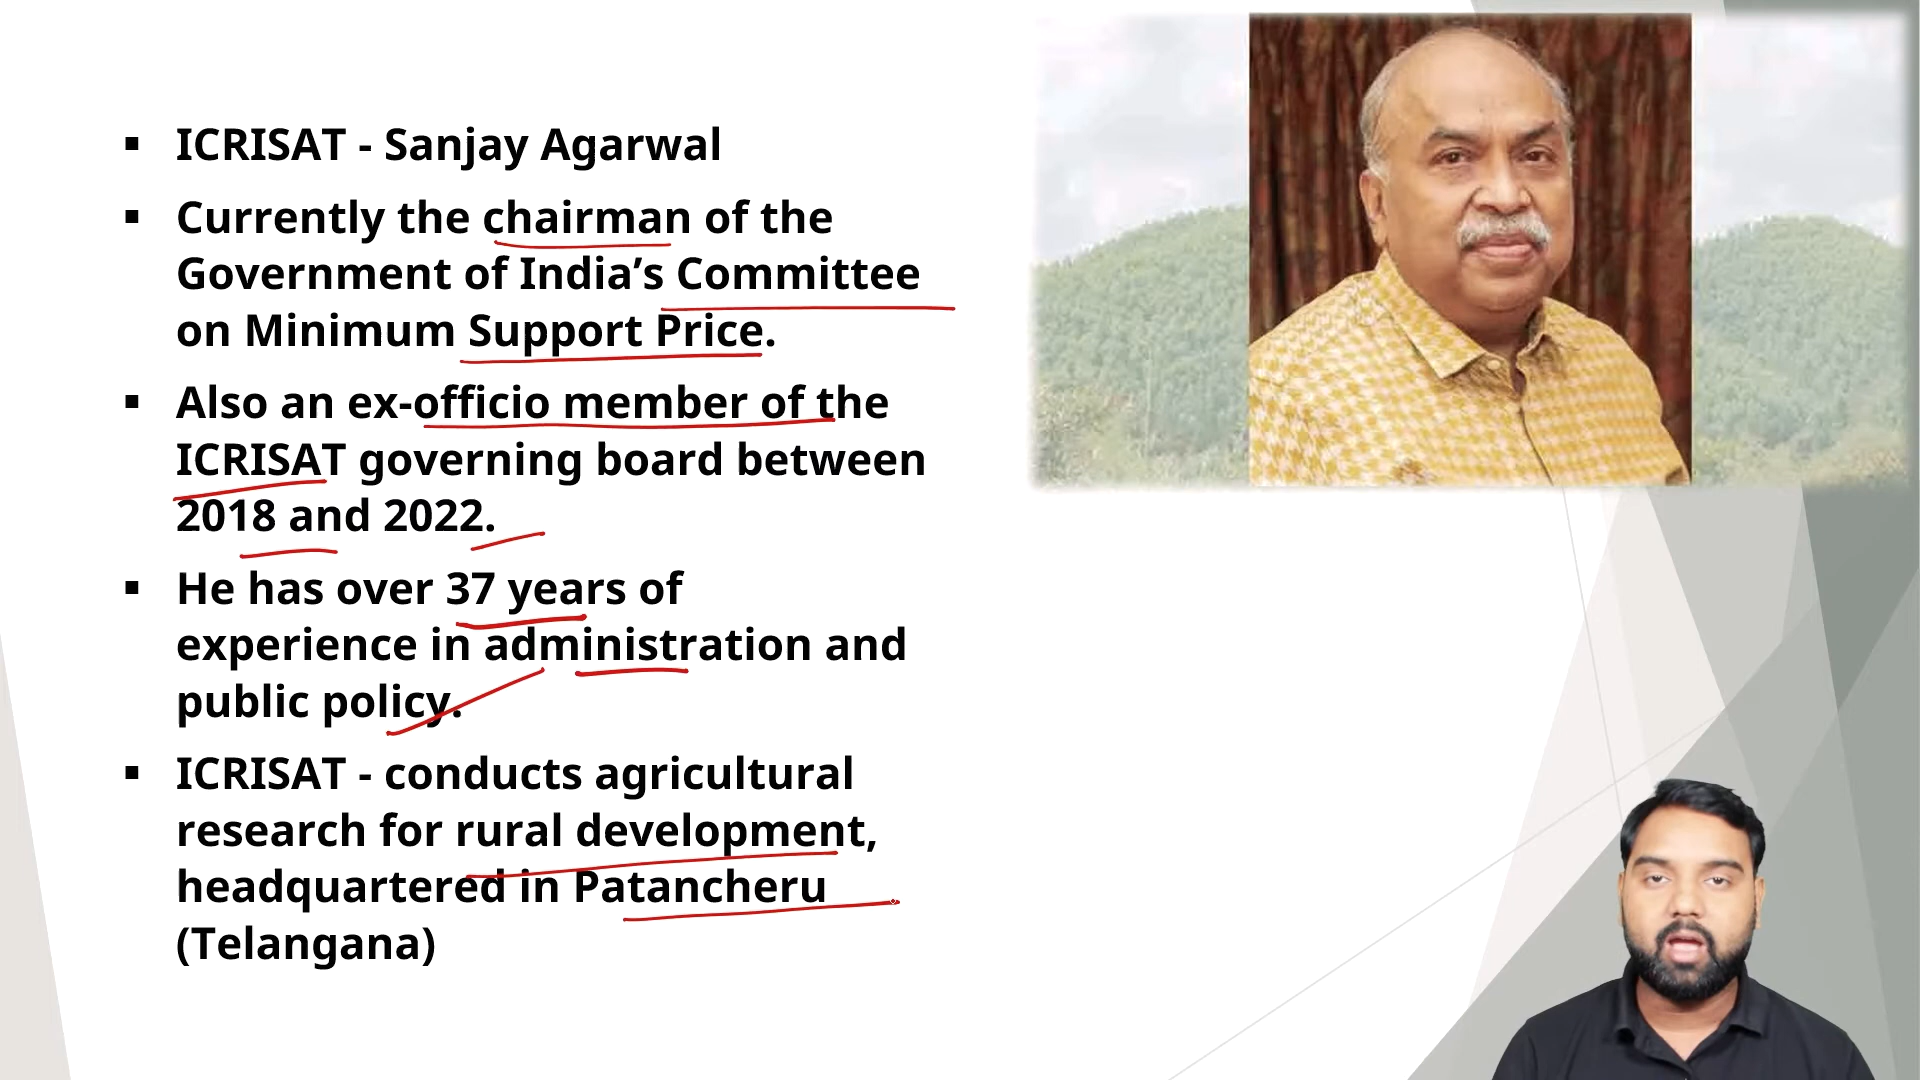 ▪ ICRISAT - Sanjay Agarwal
▪ Currently the chairman of the
Government of India’s Committee
on Minimum Support Price.
▪ Also an ex-officio member of the
ICRISAT governing board between
2018 and 2022.
▪ He has over 37 years of
experience in administration and
public policy.
▪ ICRISAT - conducts agricultural
research for rural development,
headquartered in Patancheru
(Telangana)